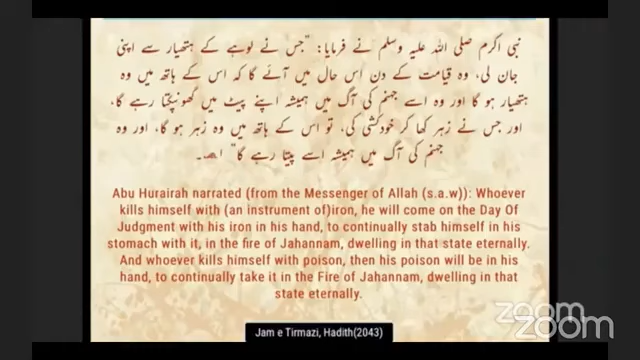 نبی اکرم صلی اللہ علیہ وسلم نے فرمایا: "جس نے لوہے کے ہتھیار سے اپنی
جان لی، وہ قیامت کے دن اس حال میں آئے گا کہ اس کے ہاتھ میں وہ
ہتھیار ہو گا اور وہ اسے جہنم کی آگ میں ہمیشہ اپنے پیٹ میں گھونپتا رہے گا،
اور جس نے زہر کھا کر خودکشی کی، تو اس کے ہاتھ میں وہ زہر ہو گا، اور وہ
جہنم کی آگ میں ہمیشہ اسے پیتا رہے گا"
Abu Hurairah narrated (from the Messenger of Allah (s.a.w)): Whoever
kills himself with (an instrument of)iron, he will come on the Day Of
Judgment with his iron in his hand, to continually stab himself in his
stomach with it, in the fire of Jahannam, dwelling in that state eternally.
And whoever kills himself with poison, then his poison will be in his
hand, to continually take it in the Fire of Jahannam, dwelling in that
state eternally.
Jam e Tirmazi, Hadith(2043)
zoom
zoom